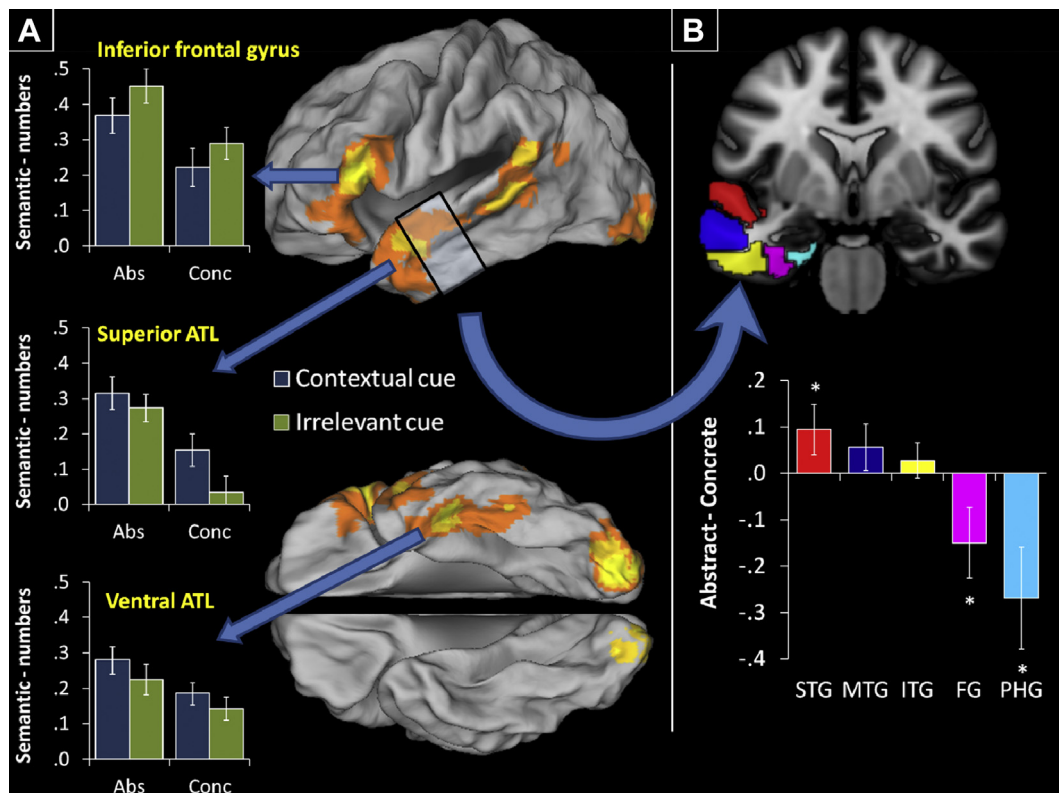 A
Inferior frontal gyrus
Semantic - numbers
.5
.4
.3
.2
.1
.0
Abs Conc
Superior ATL
Semantic - numbers
.5
.4
.3
.2
.1
.0
Abs Conc
Contextual cue
Irrelevant cue
Ventral ATL
Semantic - numbers
.5
.4
.3
.2
.1
.0
Abs Conc
B
Abstract - Concrete
.2
.1
.0
-.1
-.2
-.3
-.4
*
*
*
STG MTG ITG FG PHG